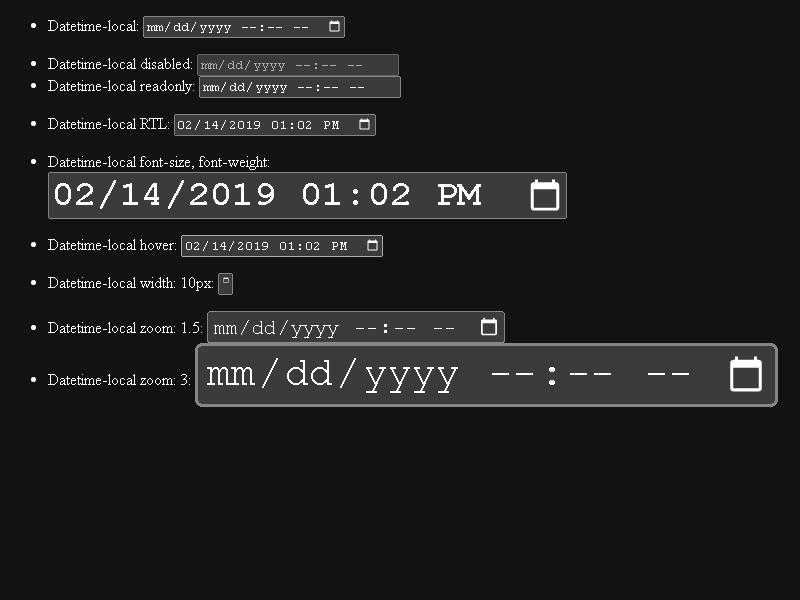 Datetime-local: mm/dd/yyyy --:-- --
Datetime-local disabled: mm/dd/yyyy --:-- --
Datetime-local readonly: mm/dd/yyyy --:-- --
Datetime-local RTL: 02/14/2019 01:02 PM
Datetime-local font-size, font-weight:
02/14/2019 01:02 PM
Datetime-local hover: 02/14/2019 01:02 PM
Datetime-local width: 10px:
Datetime-local zoom: 1.5: mm/dd/yyyy --:-- --
Datetime-local zoom: 3: mm/dd/yyyy --:-- --